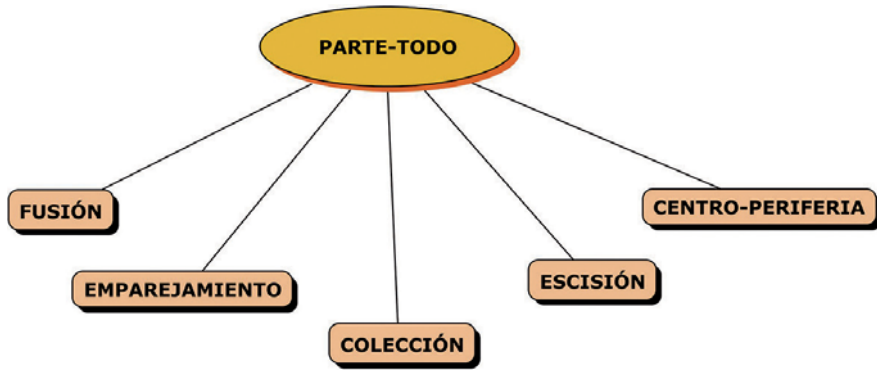 PARTE-TODO
FUSIÓN
CENTRO-PERIFERIA
EMPAREJAMIENTO
ESCISIÓN
COLECCIÓN